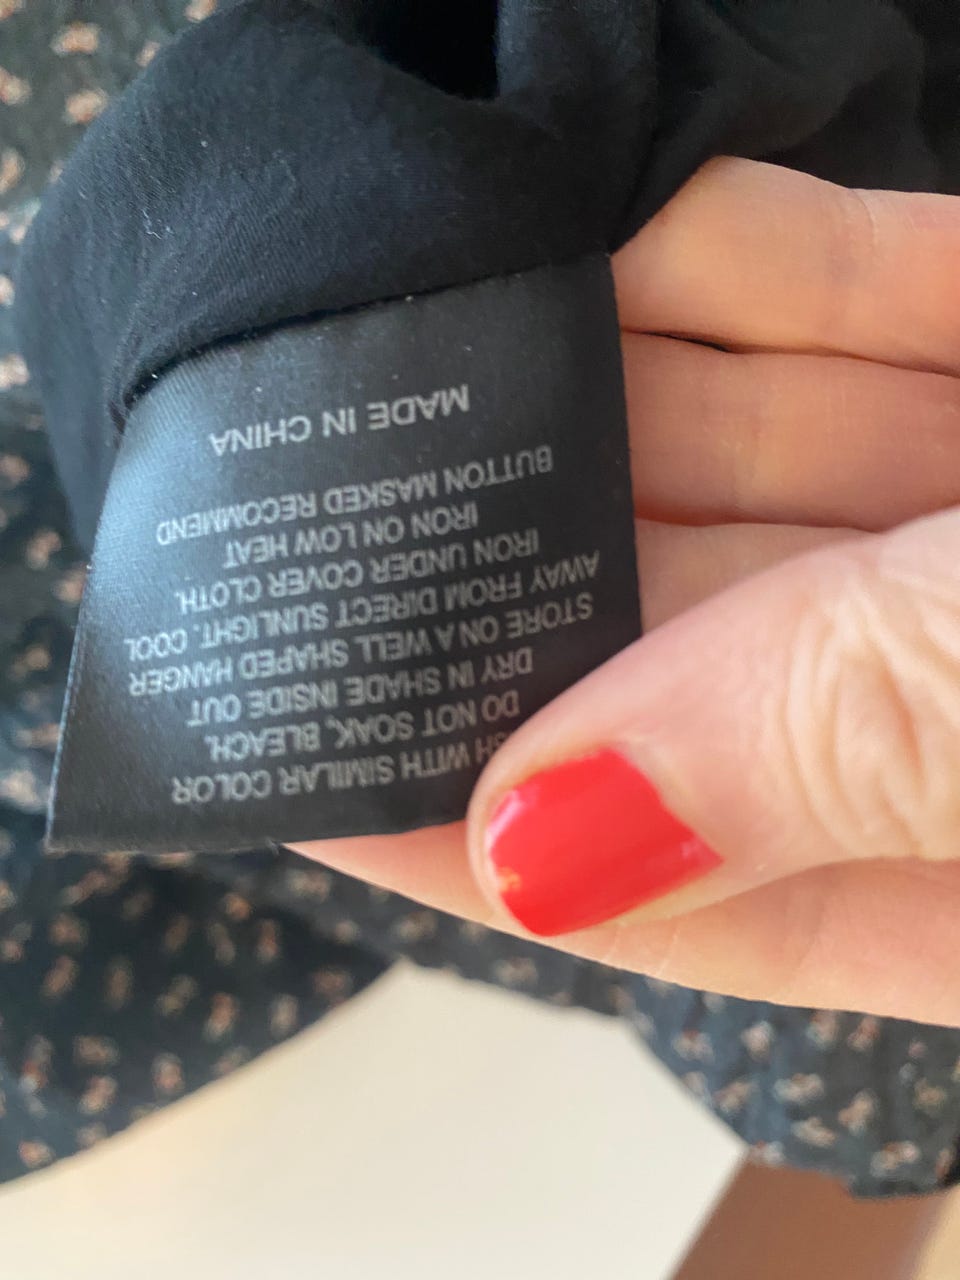 WITH SIMILAR COLOR
DO NOT SOAK, BLEACH.
DRY IN SHADE INSIDE OUT
STORE ON A WELL SHAPED HANGER
AWAY FROM DIRECT SUNLIGHT. COOL
IRON UNDER COVER CLOTH.
IRON ON LOW HEAT
BUTTON MASKED RECOMMEND
MADE IN CHINA